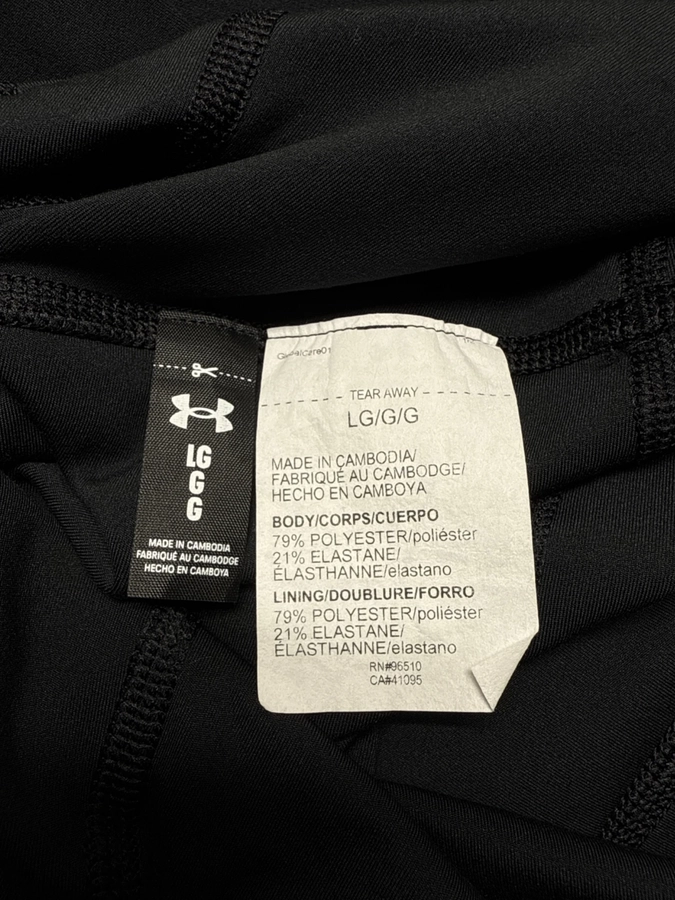 LG
G
G
MADE IN CAMBODIA
FABRIQUÉ AU CAMBODGE
HECHO EN CAMBOYA
TEAR AWAY
LG/G/G
MADE IN CAMBODIA/
FABRIQUÉ AU CAMBODGE/
HECHO EN CAMBOYA
BODY/CORPS/CUERPO
79% POLYESTER/poliéster
21% ELASTANE/
ÉLASTHANNE/elastano
LINING/DOUBLURE/FORRO
79% POLYESTER/poliéster
21% ELASTANE/
ÉLASTHANNE/elastano
RN#96510
CA#41095